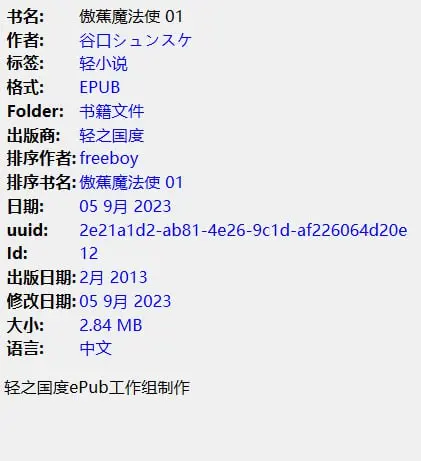 书名: 傲蕉魔法使 01
作者: 谷口シュンスケ
标签: 轻小说
格式: EPUB
Folder: 书籍文件
出版商: 轻之国度
排序作者: freeboy
排序书名: 傲蕉魔法使 01
日期: 05 9月 2023
uuid: 2e21a1d2-ab81-4e26-9c1d-af226064d20e
Id: 12
出版日期: 2月 2013
修改日期: 05 9月 2023
大小: 2.84 MB
语言: 中文
轻之国度ePub工作组制作